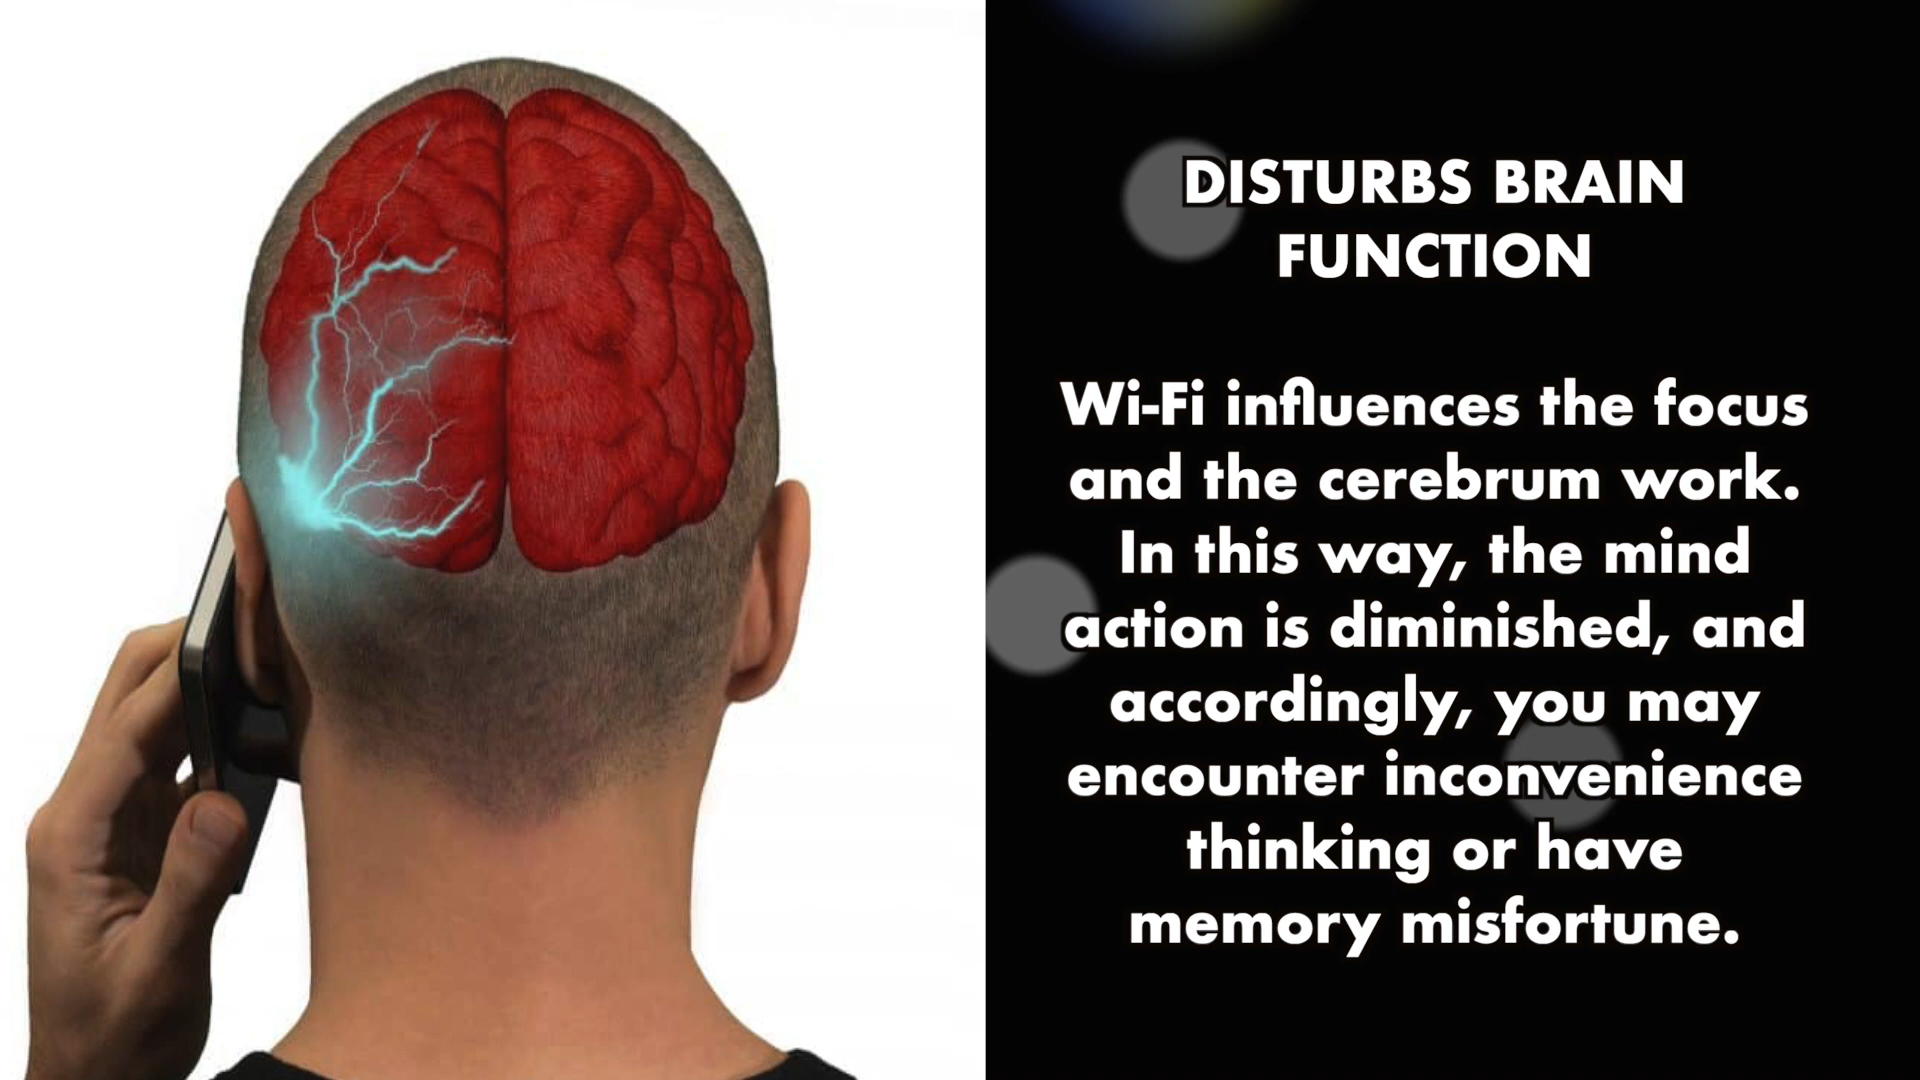 DISTURBS BRAIN
FUNCTION
Wi-Fi influences the focus
and the cerebrum work.
In this way, the mind
action is diminished, and
accordingly, you may
encounter inconvenience
thinking or have
memory misfortune.